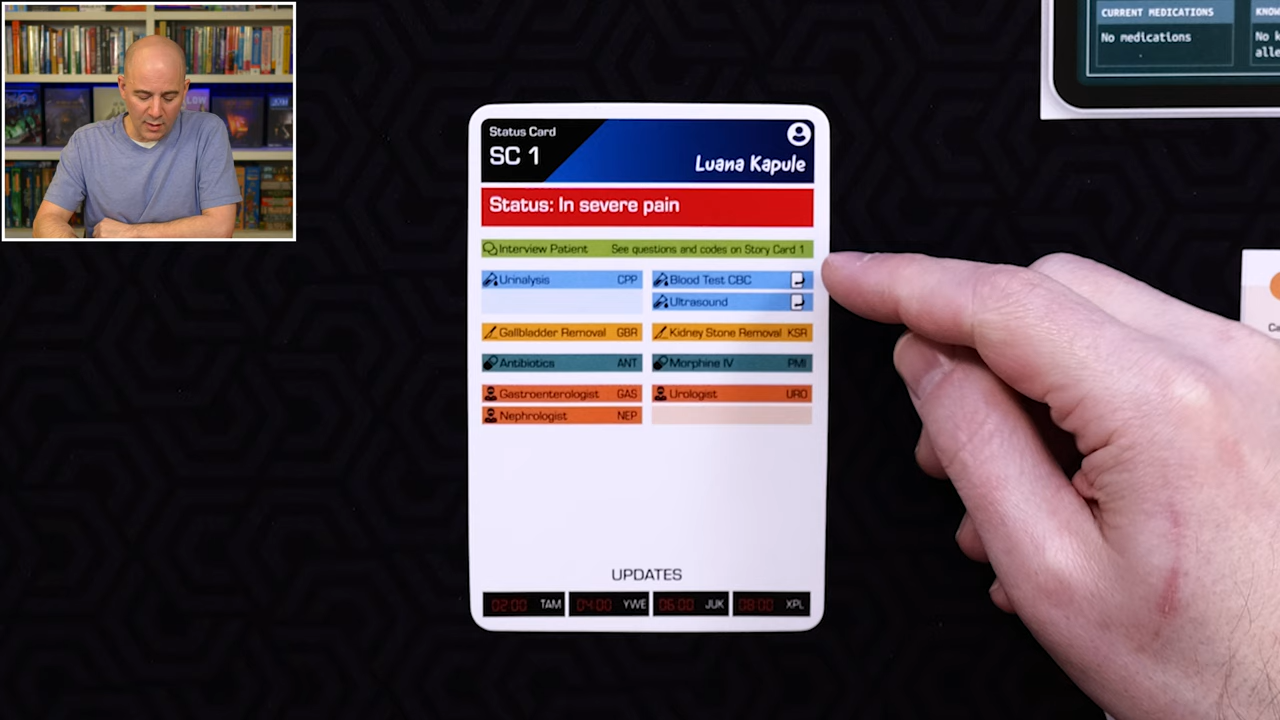 CURRENT MEDICATIONS
No medications
KNOW
No k
alle
Status Card
SC 1
Luana Kapule
Status: In severe pain
Interview Patient See questions and codes on Story Card 1
Urinalysis CPP
Blood Test CBC
Ultrasound
Gallbladder Removal GBR
Kidney Stone Removal KSR
Antibiotics ANT
Morphine IV PMI
Gastroenterologist GAS
Urologist URO
Nephrologist NEP
UPDATES
02:00 TAM 04:00 YWE 06:00 JUK 08:00 XPL